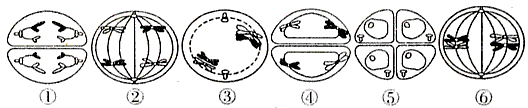 ① ② ③ ④ ⑤ ⑥